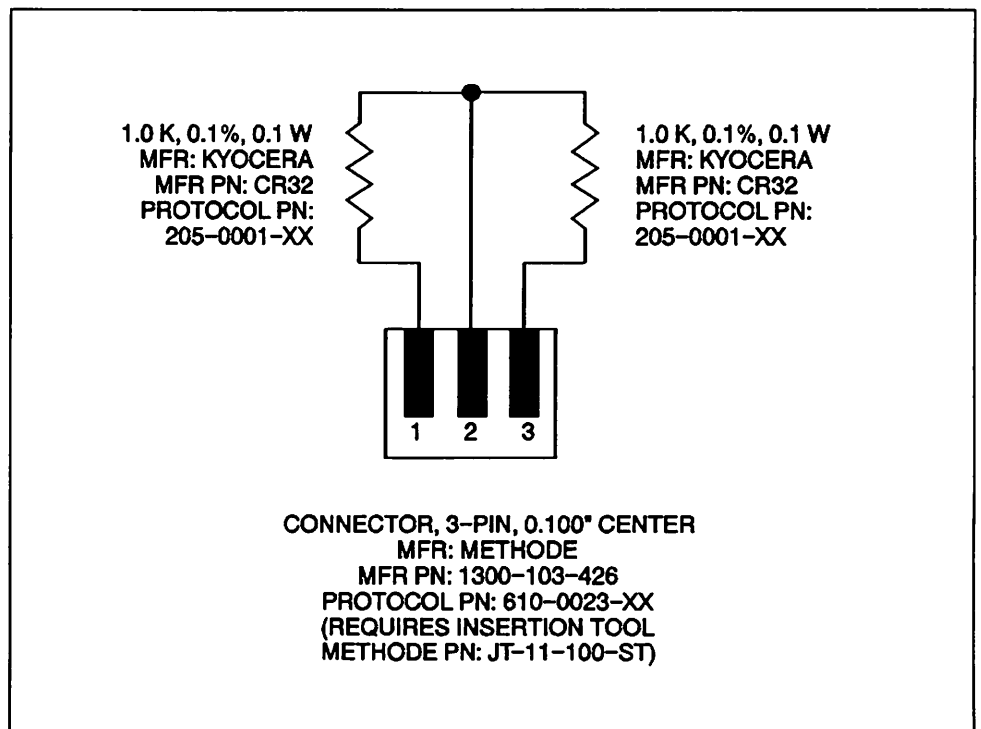 1.0 K, 0.1%, 0.1 W
MFR: KYOCERA
MFR PN: CR32
PROTOCOL PN:
205-0001-XX
1.0 K, 0.1%, 0.1 W
MFR: KYOCERA
MFR PN: CR32
PROTOCOL PN:
205-0001-XX
1 2 3
CONNECTOR, 3-PIN, 0.100" CENTER
MFR: METHODE
MFR PN: 1300-103-426
PROTOCOL PN: 610-0023-XX
(REQUIRES INSERTION TOOL
METHODE PN: JT-11-100-ST)